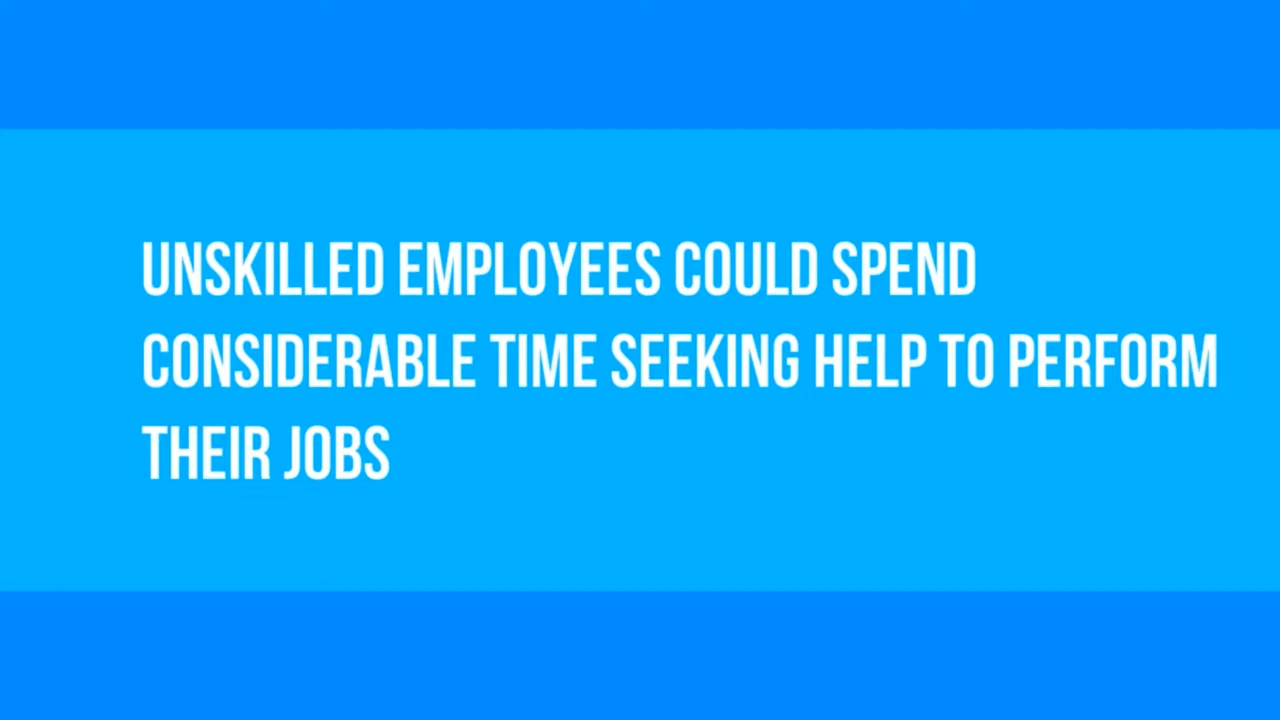 UNSKILLED EMPLOYEES COULD SPEND
CONSIDERABLE TIME SEEKING HELP TO PERFORM
THEIR JOBS